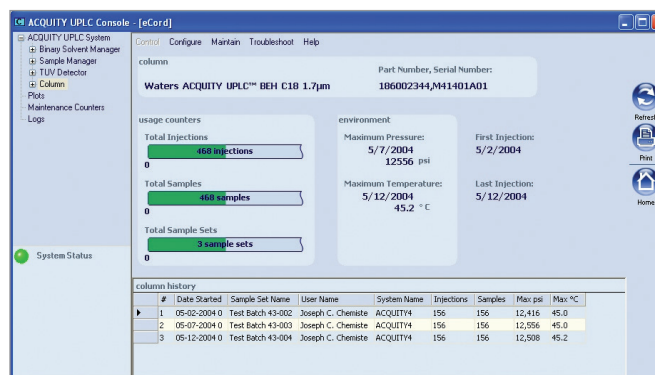 ACQUITY UPLC Console - [eCord]
ACQUITY UPLC System
Binary Solvent Manager
Sample Manager
TUV Detector
Column
Plots
Maintenance Counters
Logs
System Status
Control Configure Maintain Troubleshoot Help
column
Part Number, Serial Number:
Waters ACQUITY UPLC™ BEH C18 1.7µm 186002344,M41401A01
usage counters
Total Injections
468 injections
0
Total Samples
468 samples
0
Total Sample Sets
3 sample sets
0
environment
Maximum Pressure: First Injection:
5/7/2004 5/2/2004
12556 psi
Maximum Temperature: Last Injection:
5/12/2004 5/12/2004
45.2 °C
Refresh
Print
Home
column history
# Date Started Sample Set Name User Name System Name Injections Samples Max psi Max °C
1 05-02-2004 0 Test Batch 43-002 Joseph C. Chemiste ACQUITY4 156 156 12,416 45.0
2 05-07-2004 0 Test Batch 43-003 Joseph C. Chemiste ACQUITY4 156 156 12,556 45.0
3 05-12-2004 0 Test Batch 43-004 Joseph C. Chemiste ACQUITY4 156 156 12,508 45.2